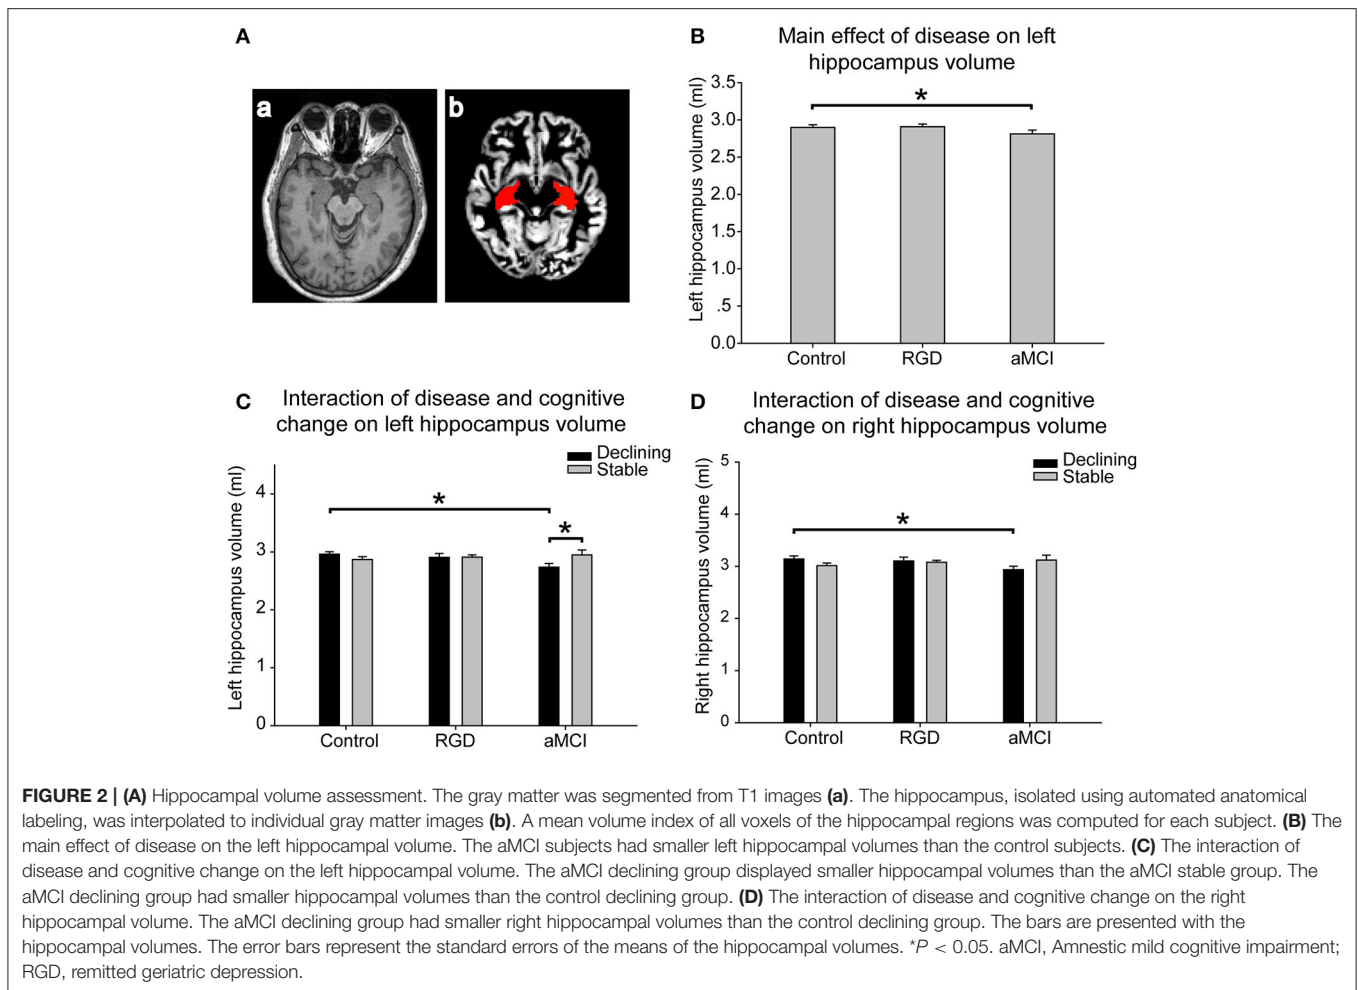 A
a
b
B
Main effect of disease on left
hippocampus volume
Left hippocampus volume (ml)
3.5
3.0
2.5
2.0
1.5
1.0
.5
0.0
*
Control
RGD
aMCI
C
Interaction of disease and cognitive
change on left hippocampus volume
Declining
Stable
Left hippocampus volume (ml)
4
3
2
1
0
*
*
Control
RGD
aMCI
D
Interaction of disease and cognitive
change on right hippocampus volume
Declining
Stable
Right hippocampus volume (ml)
5
4
3
2
1
0
*
Control
RGD
aMCI
FIGURE 2 | (A) Hippocampal volume assessment. The gray matter was segmented from T1 images (a). The hippocampus, isolated using automated anatomical
labeling, was interpolated to individual gray matter images (b). A mean volume index of all voxels of the hippocampal regions was computed for each subject. (B) The
main effect of disease on the left hippocampal volume. The aMCI subjects had smaller left hippocampal volumes than the control subjects. (C) The interaction of
disease and cognitive change on the left hippocampal volume. The aMCI declining group displayed smaller hippocampal volumes than the aMCI stable group. The
aMCI declining group had smaller hippocampal volumes than the control declining group. (D) The interaction of disease and cognitive change on the right
hippocampal volume. The aMCI declining group had smaller right hippocampal volumes than the control declining group. The bars are presented with the
hippocampal volumes. The error bars represent the standard errors of the means of the hippocampal volumes. *P < 0.05. aMCI, Amnestic mild cognitive impairment;
RGD, remitted geriatric depression.